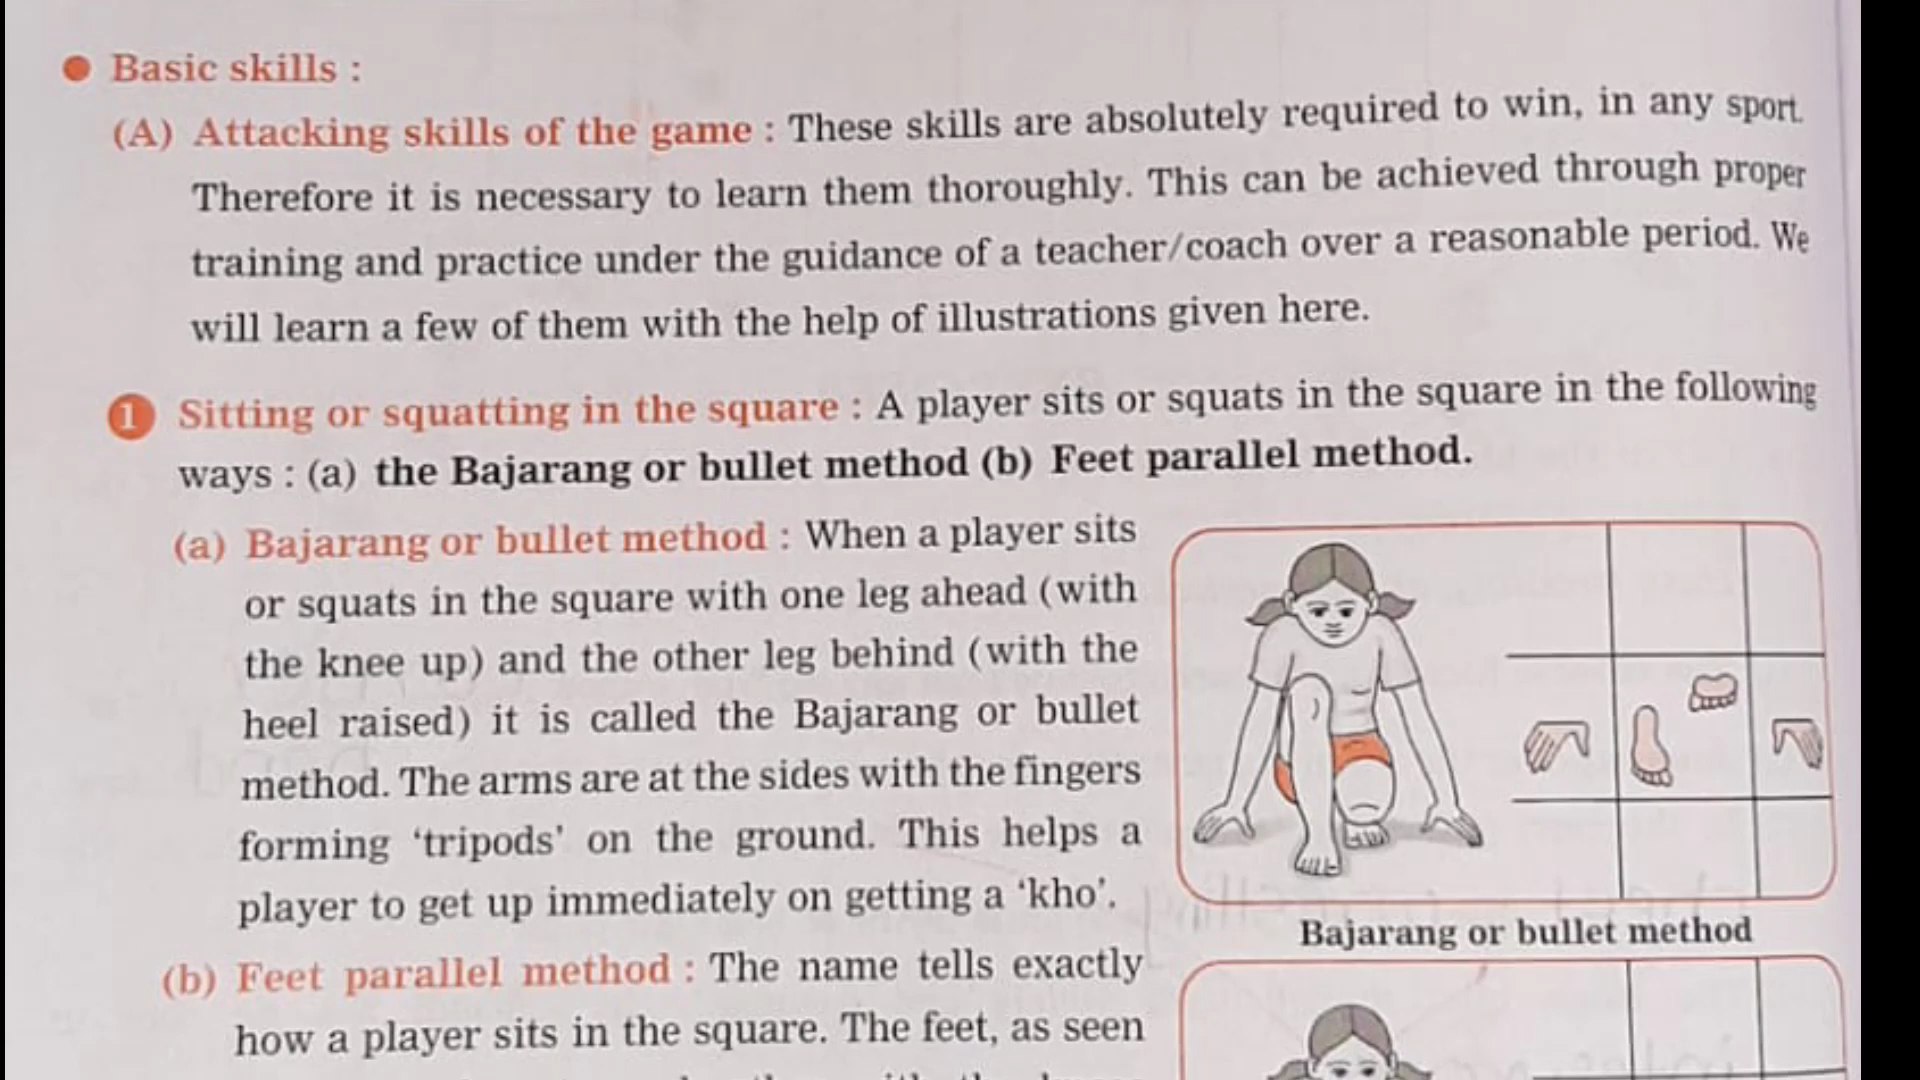 ● Basic skills :
(A) Attacking skills of the game : These skills are absolutely required to win, in any sport.
Therefore it is necessary to learn them thoroughly. This can be achieved through proper
training and practice under the guidance of a teacher/coach over a reasonable period. We
will learn a few of them with the help of illustrations given here.
1 Sitting or squatting in the square : A player sits or squats in the square in the following
ways : (a) the Bajarang or bullet method (b) Feet parallel method.
(a) Bajarang or bullet method : When a player sits
or squats in the square with one leg ahead (with
the knee up) and the other leg behind (with the
heel raised) it is called the Bajarang or bullet
method. The arms are at the sides with the fingers
forming ‘tripods’ on the ground. This helps a
player to get up immediately on getting a ‘kho’.
Bajarang or bullet method
(b) Feet parallel method : The name tells exactly
how a player sits in the square. The feet, as seen